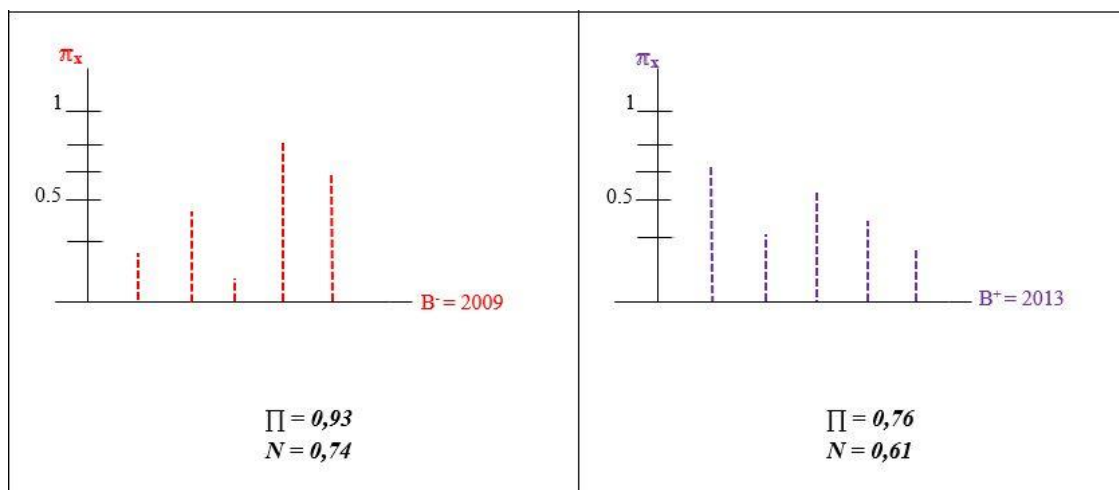 πₓ
1
0.5
B⁻ = 2009
∏ = 0,93
N = 0,74
πₓ
1
0.5
B⁺ = 2013
∏ = 0,76
N = 0,61